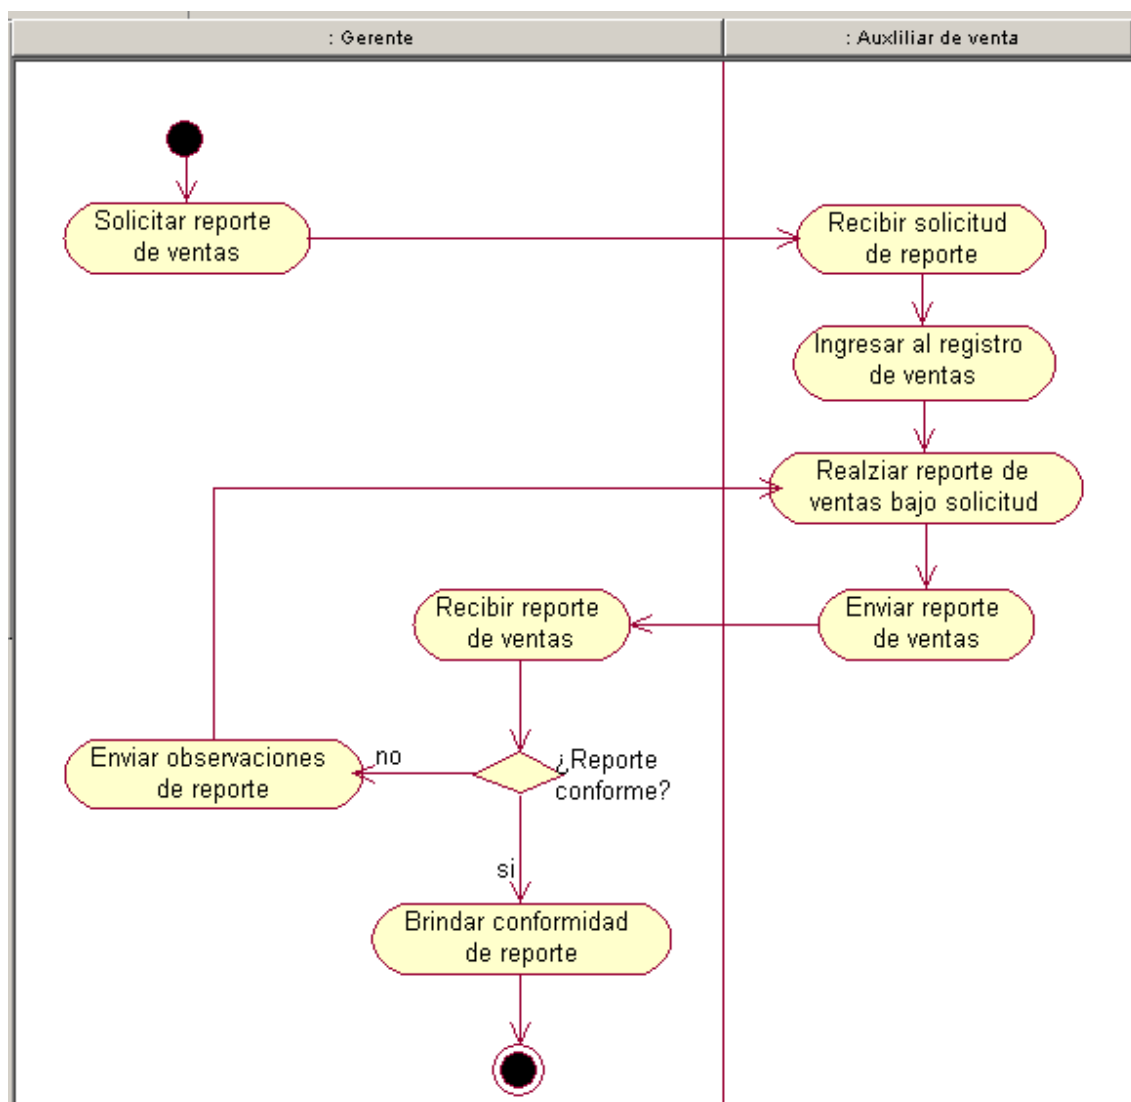 : Gerente
: Auxliliar de venta
Solicitar reporte
de ventas
Recibir solicitud
de reporte
Ingresar al registro
de ventas
Realziar reporte de
ventas bajo solicitud
Recibir reporte
de ventas
Enviar reporte
de ventas
Enviar observaciones
de reporte
no
¿Reporte
conforme?
si
Brindar conformidad
de reporte